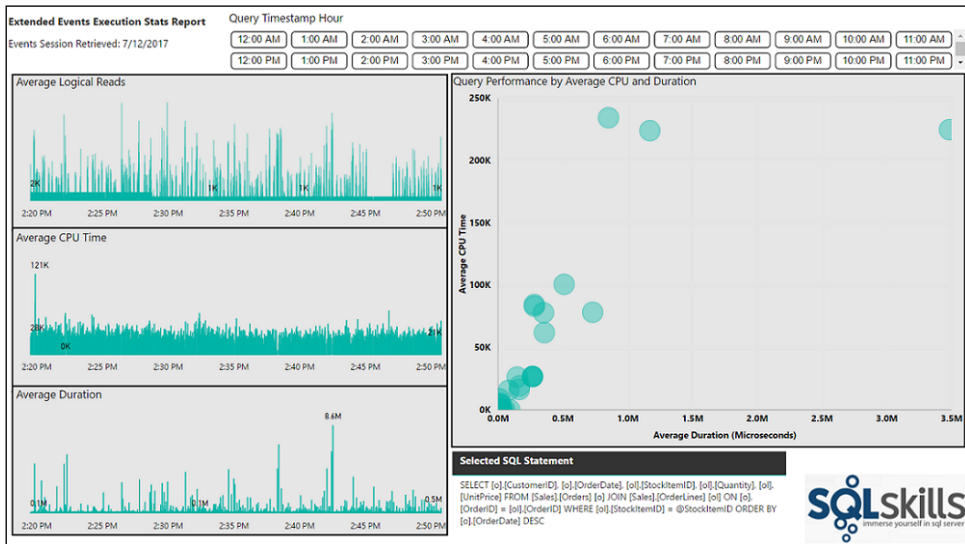 Extended Events Execution Stats Report
Events Session Retrieved: 7/12/2017
Query Timestamp Hour
12:00 AM 1:00 AM 2:00 AM 3:00 AM 4:00 AM 5:00 AM 6:00 AM 7:00 AM 8:00 AM 9:00 AM 10:00 AM 11:00 AM
12:00 PM 1:00 PM 2:00 PM 3:00 PM 4:00 PM 5:00 PM 6:00 PM 7:00 PM 8:00 PM 9:00 PM 10:00 PM 11:00 PM
Average Logical Reads
2K 1K 1K 1K
2:20 PM 2:25 PM 2:30 PM 2:35 PM 2:40 PM 2:45 PM 2:50 PM
Average CPU Time
121K
28K 21K
0K
2:20 PM 2:25 PM 2:30 PM 2:35 PM 2:40 PM 2:45 PM 2:50 PM
Average Duration
8.6M
0.1M 0.1M 0.5M
2:20 PM 2:25 PM 2:30 PM 2:35 PM 2:40 PM 2:45 PM 2:50 PM
Query Performance by Average CPU and Duration
250K
200K
150K
100K
50K
0K
Average CPU Time
0.0M 0.5M 1.0M 1.5M 2.0M 2.5M 3.0M 3.5M
Average Duration (Microseconds)
Selected SQL Statement
SELECT [o].[CustomerID], [o].[OrderDate], [ol].[StockItemID], [ol].[Quantity], [ol].
[UnitPrice] FROM [Sales].[Orders] [o] JOIN [Sales].[OrderLines] [ol] ON [o].
[OrderID] = [ol].[OrderID] WHERE [ol].[StockItemID] = @StockItemID ORDER BY
[o].[OrderDate] DESC
SQLskills
immerse yourself in sql server